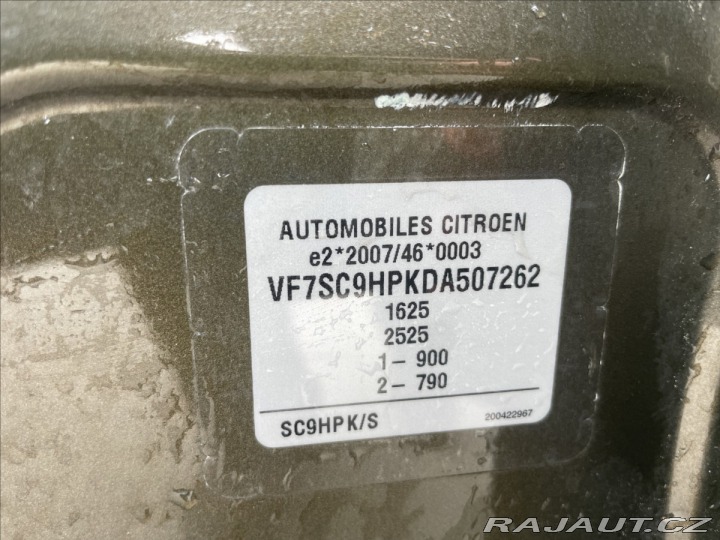 AUTOMOBILES CITROEN
e2*2007/46*0003
VF7SC9HPKDA507262
1625
2525
1- 900
2- 790
SC9HPK/S
200422967
RAJAUT.CZ